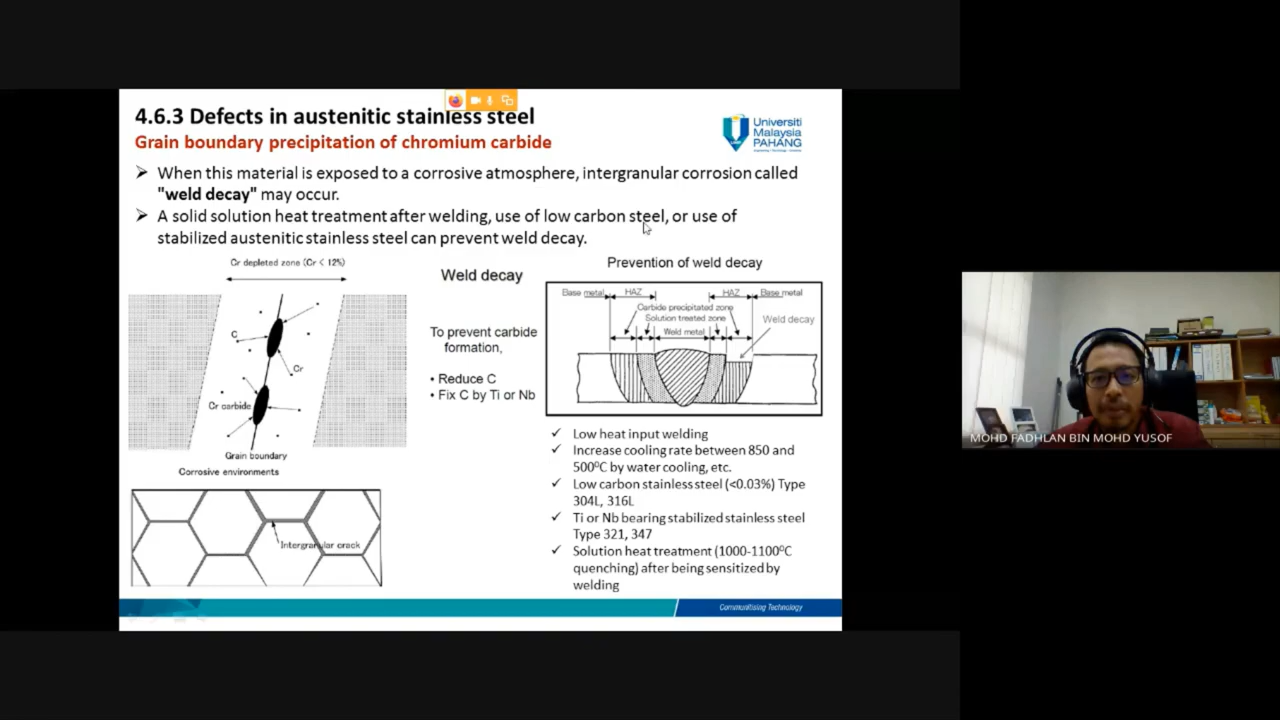 4.6.3 Defects in austenitic stainless steel
Grain boundary precipitation of chromium carbide
Universiti
Malaysia
PAHANG
➢ When this material is exposed to a corrosive atmosphere, intergranular corrosion called
"weld decay" may occur.
➢ A solid solution heat treatment after welding, use of low carbon steel, or use of
stabilized austenitic stainless steel can prevent weld decay.
Cr depleted zone (Cr < 12%)
C
Cr
Cr carbide
Grain boundary
Corrosive environments
Intergranular crack
Weld decay
To prevent carbide
formation,
• Reduce C
• Fix C by Ti or Nb
Prevention of weld decay
Base metal
HAZ
HAZ
Base metal
Carbide precipitated zone
Solution treated zone
Weld metal
Weld decay
✓ Low heat input welding
✓ Increase cooling rate between 850 and
500⁰C by water cooling, etc.
✓ Low carbon stainless steel (<0.03%) Type
304L, 316L
✓ Ti or Nb bearing stabilized stainless steel
Type 321, 347
✓ Solution heat treatment (1000-1100⁰C
quenching) after being sensitized by
welding
Communitising Technology
MOHD FADHLAN BIN MOHD YUSOF